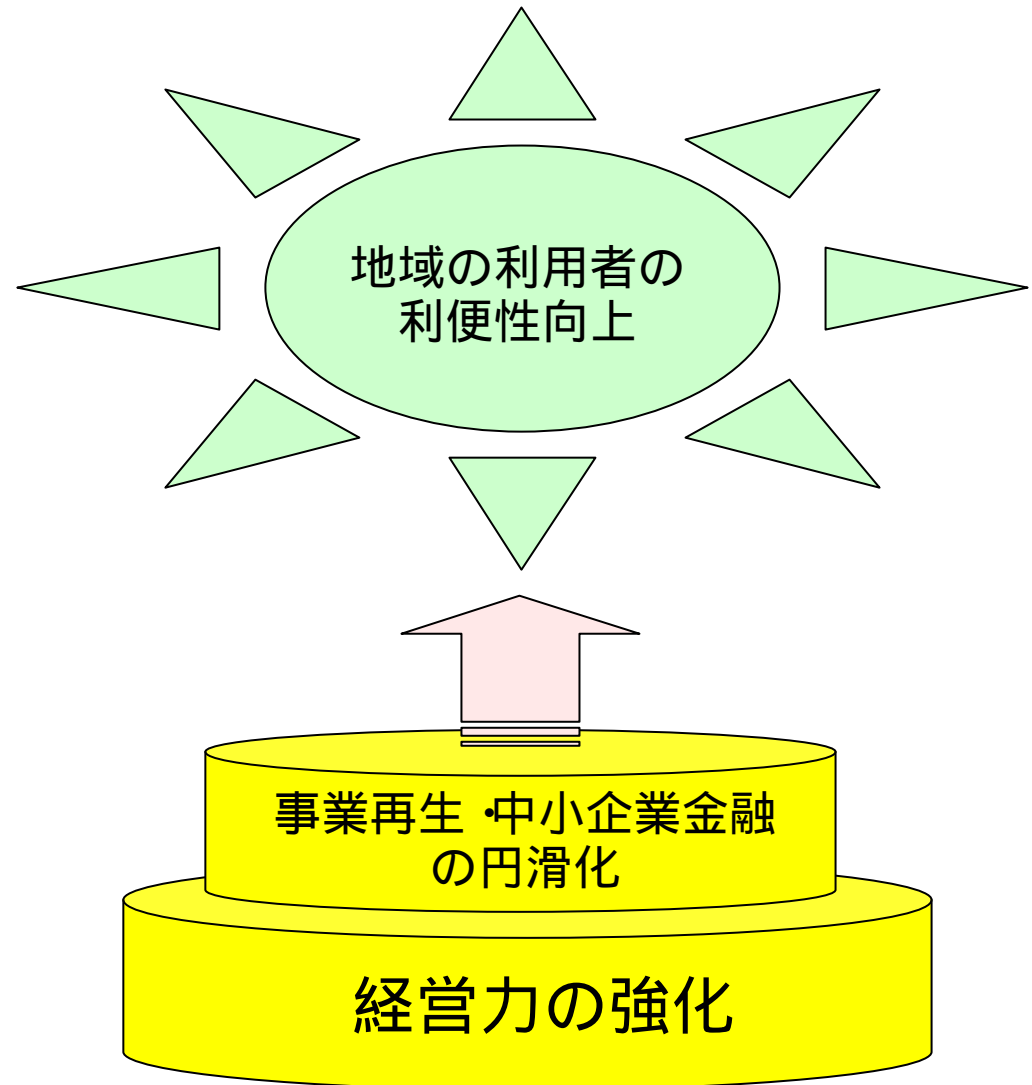 地域の利用者の
利便性向上
事業再生・中小企業金融
の円滑化
経営力の強化